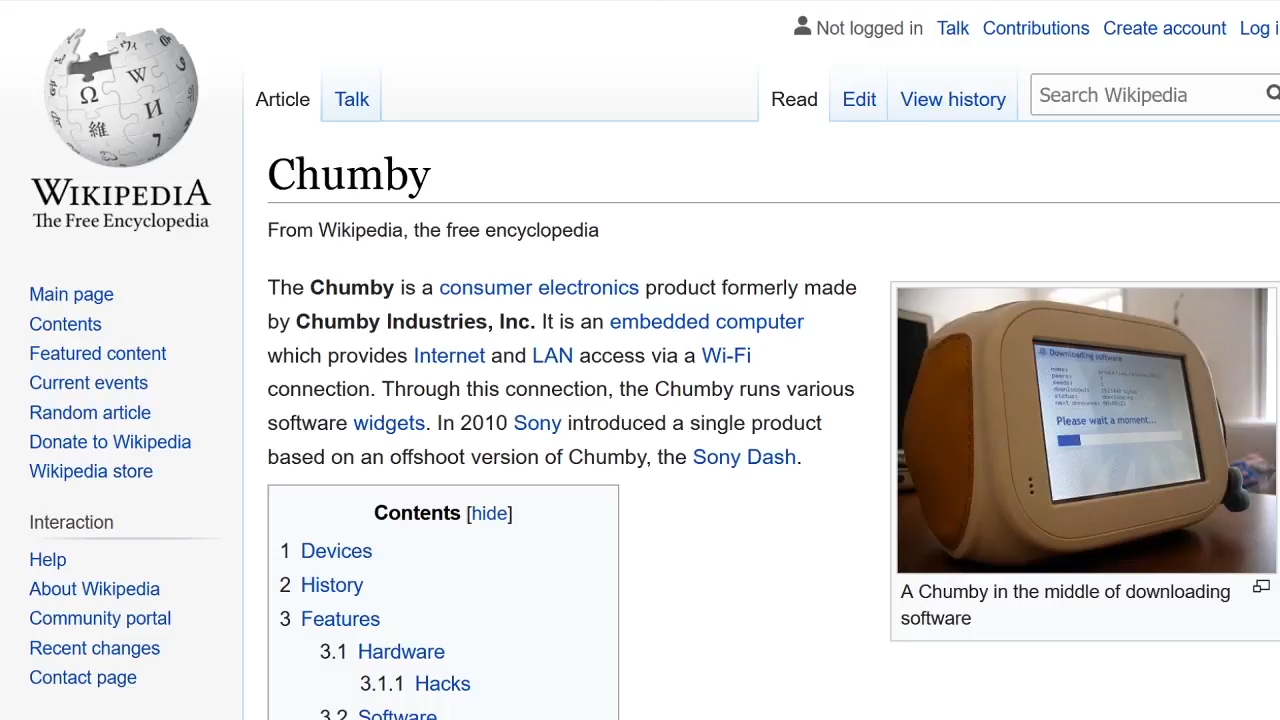 Not logged in Talk Contributions Create account Log i
Article Talk Read Edit View history Search Wikipedia
WIKIPEDIA
The Free Encyclopedia
Main page
Contents
Featured content
Current events
Random article
Donate to Wikipedia
Wikipedia store
Interaction
Help
About Wikipedia
Community portal
Recent changes
Contact page
Chumby
From Wikipedia, the free encyclopedia
The Chumby is a consumer electronics product formerly made
by Chumby Industries, Inc. It is an embedded computer
which provides Internet and LAN access via a Wi-Fi
connection. Through this connection, the Chumby runs various
software widgets. In 2010 Sony introduced a single product
based on an offshoot version of Chumby, the Sony Dash.
Contents [hide]
1 Devices
2 History
3 Features
3.1 Hardware
3.1.1 Hacks
3.2 Software
Downloading software
Please wait a moment...
A Chumby in the middle of downloading
software